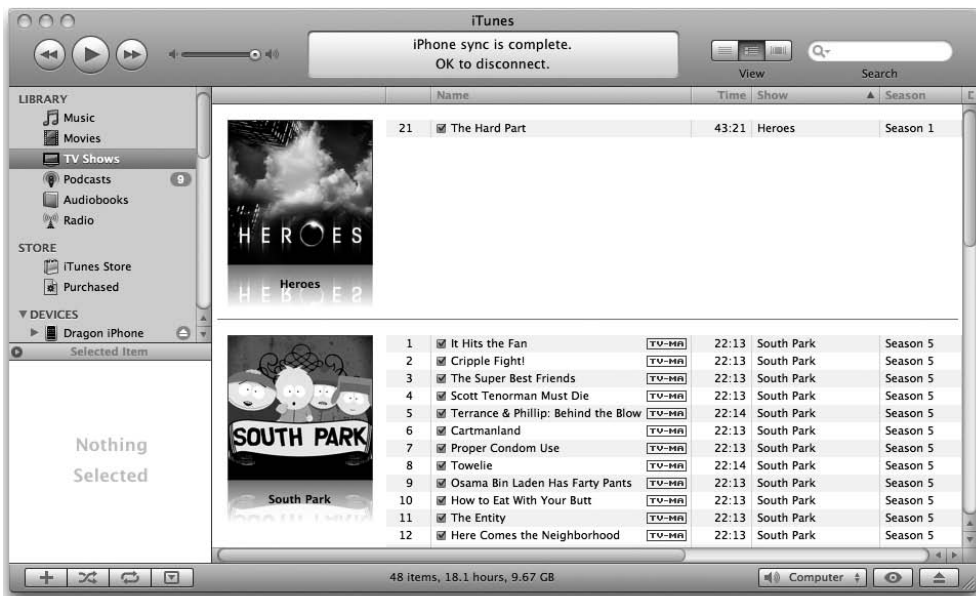 iTunes
iPhone sync is complete.
OK to disconnect.
View
Search
LIBRARY
Music
Movies
TV Shows
Podcasts 9
Audiobooks
Radio
STORE
iTunes Store
Purchased
DEVICES
Dragon iPhone
Selected Item
Nothing
Selected
Name Time Show Season
HEROES
Heroes
21 The Hard Part 43:21 Heroes Season 1
SOUTH PARK
South Park
1 It Hits the Fan TV-MA 22:13 South Park Season 5
2 Cripple Fight! TV-MA 22:13 South Park Season 5
3 The Super Best Friends TV-MA 22:13 South Park Season 5
4 Scott Tenorman Must Die TV-MA 22:13 South Park Season 5
5 Terrance & Phillip: Behind the Blow TV-MA 22:14 South Park Season 5
6 Cartmanland TV-MA 22:13 South Park Season 5
7 Proper Condom Use TV-MA 22:13 South Park Season 5
8 Towelie TV-MA 22:14 South Park Season 5
9 Osama Bin Laden Has Farty Pants TV-MA 22:13 South Park Season 5
10 How to Eat With Your Butt TV-MA 22:13 South Park Season 5
11 The Entity TV-MA 22:13 South Park Season 5
12 Here Comes the Neighborhood TV-MA 22:13 South Park Season 5
48 items, 18.1 hours, 9.67 GB
Computer